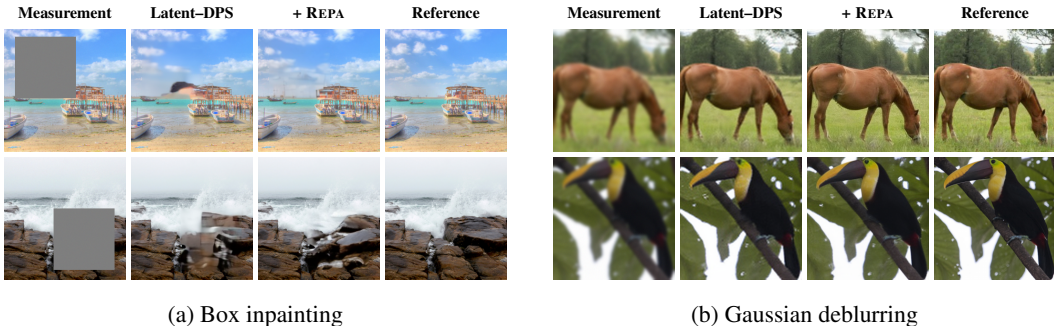 Measurement Latent–DPS + REPA Reference
Measurement Latent–DPS + REPA Reference
(a) Box inpainting
(b) Gaussian deblurring